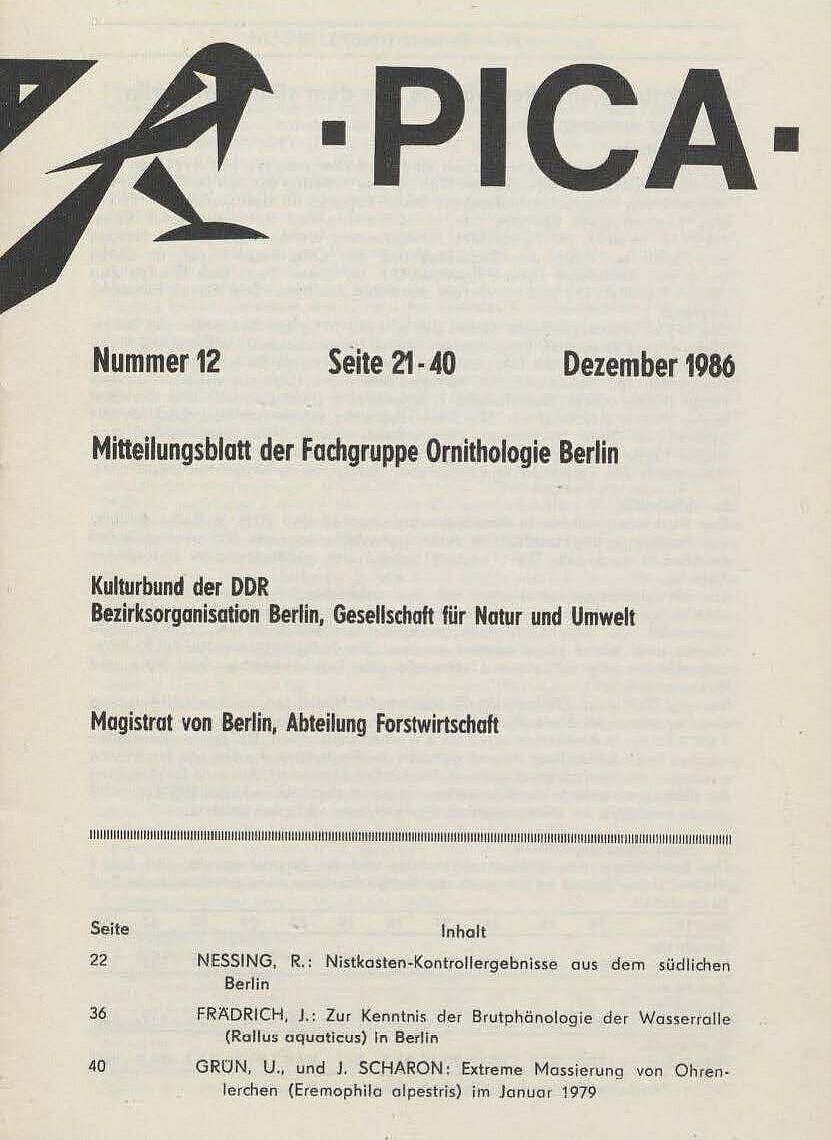 ·PICA·
Nummer 12 Seite 21-40 Dezember 1986
Mitteilungsblatt der Fachgruppe Ornithologie Berlin
Kulturbund der DDR
Bezirksorganisation Berlin, Gesellschaft für Natur und Umwelt
Magistrat von Berlin, Abteilung Forstwirtschaft
Seite Inhalt
22 NESSING, R.: Nistkasten-Kontrollergebnisse aus dem südlichen
Berlin
36 FRÄDRICH, J.: Zur Kenntnis der Brutphänologie der Wasserralle
(Rallus aquaticus) in Berlin
40 GRÜN, U., und J. SCHARON: Extreme Massierung von Ohren-
lerchen (Eremophila alpestris) im Januar 1979